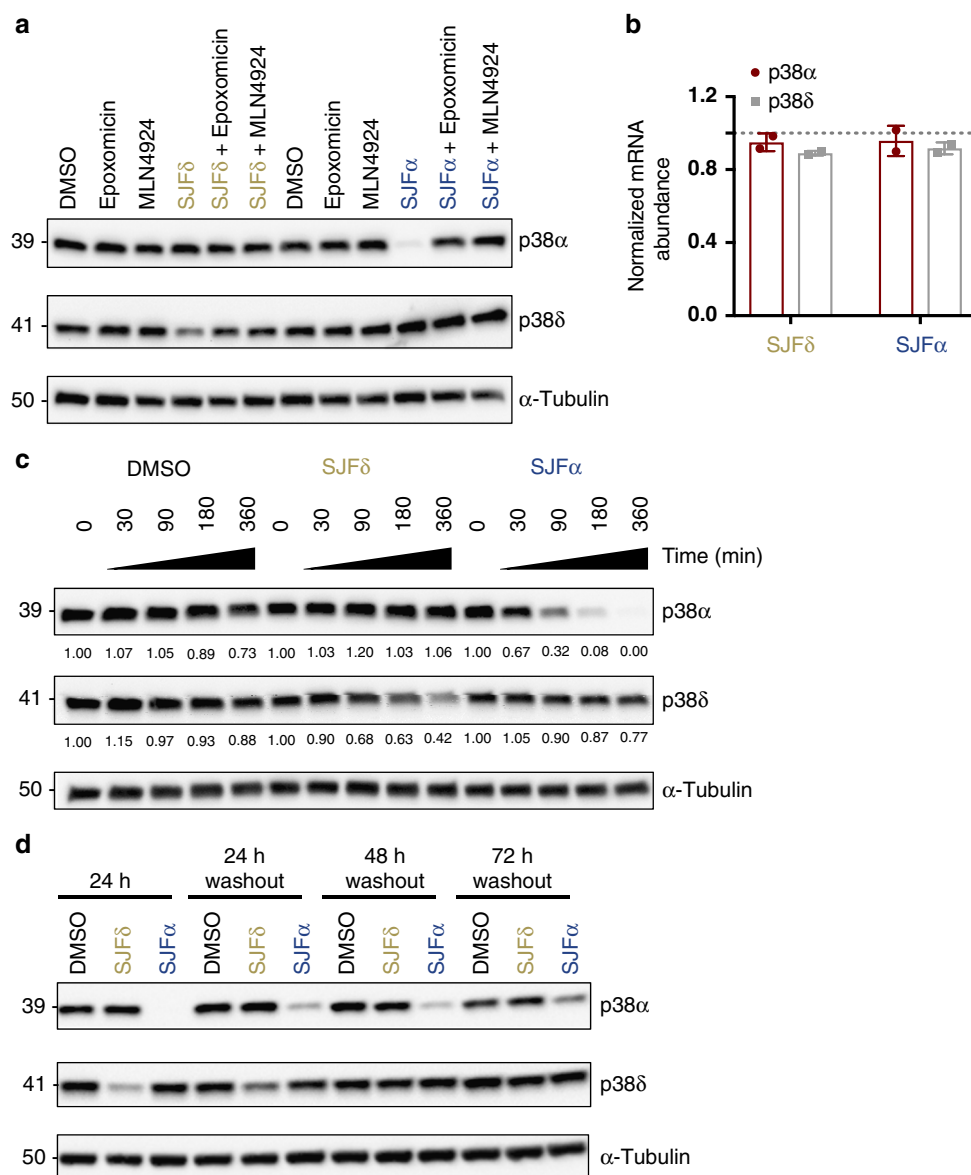 a
DMSO
Epoxomicin
MLN4924
SJFδ
SJFδ + Epoxomicin
SJFδ + MLN4924
DMSO
Epoxomicin
MLN4924
SJFα
SJFα + Epoxomicin
SJFα + MLN4924
39
p38α
41
p38δ
50
α-Tubulin
b
p38α
p38δ
Normalized mRNA
abundance
1.2
0.8
0.4
0.0
SJFδ SJFα
c
DMSO SJFδ SJFα
0 30 90 180 360 0 30 90 180 360 0 30 90 180 360
Time (min)
39 p38α
1.00 1.07 1.05 0.89 0.73 1.00 1.03 1.20 1.03 1.06 1.00 0.67 0.32 0.08 0.00
41 p38δ
1.00 1.15 0.97 0.93 0.88 1.00 0.90 0.68 0.63 0.42 1.00 1.05 0.90 0.87 0.77
50 α-Tubulin
d
24 h
24 h
washout
48 h
washout
72 h
washout
DMSO SJFδ SJFα DMSO SJFδ SJFα DMSO SJFδ SJFα DMSO SJFδ SJFα
39 p38α
41 p38δ
50 α-Tubulin